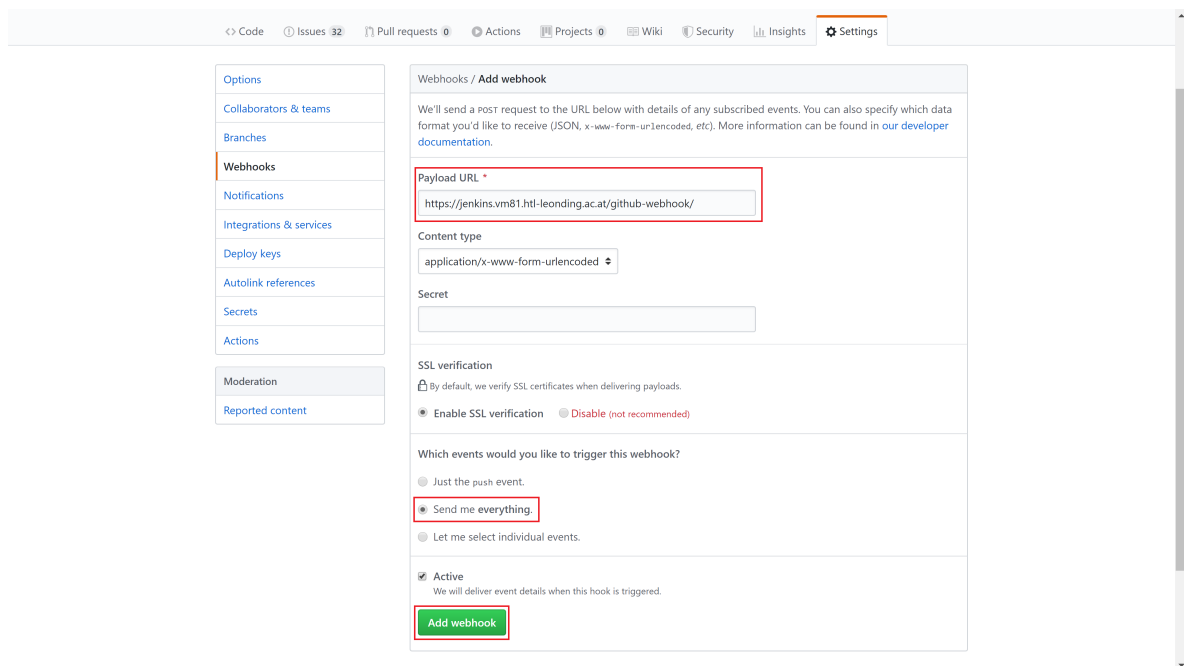 Code Issues 32 Pull requests 0 Actions Projects 0 Wiki Security Insights Settings
Options
Collaborators & teams
Branches
Webhooks
Notifications
Integrations & services
Deploy keys
Autolink references
Secrets
Actions
Moderation
Reported content
Webhooks / Add webhook
We'll send a POST request to the URL below with details of any subscribed events. You can also specify which data
format you'd like to receive (JSON, x-www-form-urlencoded, etc). More information can be found in our developer
documentation.
Payload URL *
https://jenkins.vm81.htl-leonding.ac.at/github-webhook/
Content type
application/x-www-form-urlencoded
Secret
SSL verification
By default, we verify SSL certificates when delivering payloads.
Enable SSL verification Disable (not recommended)
Which events would you like to trigger this webhook?
Just the push event.
Send me everything.
Let me select individual events.
Active
We will deliver event details when this hook is triggered.
Add webhook